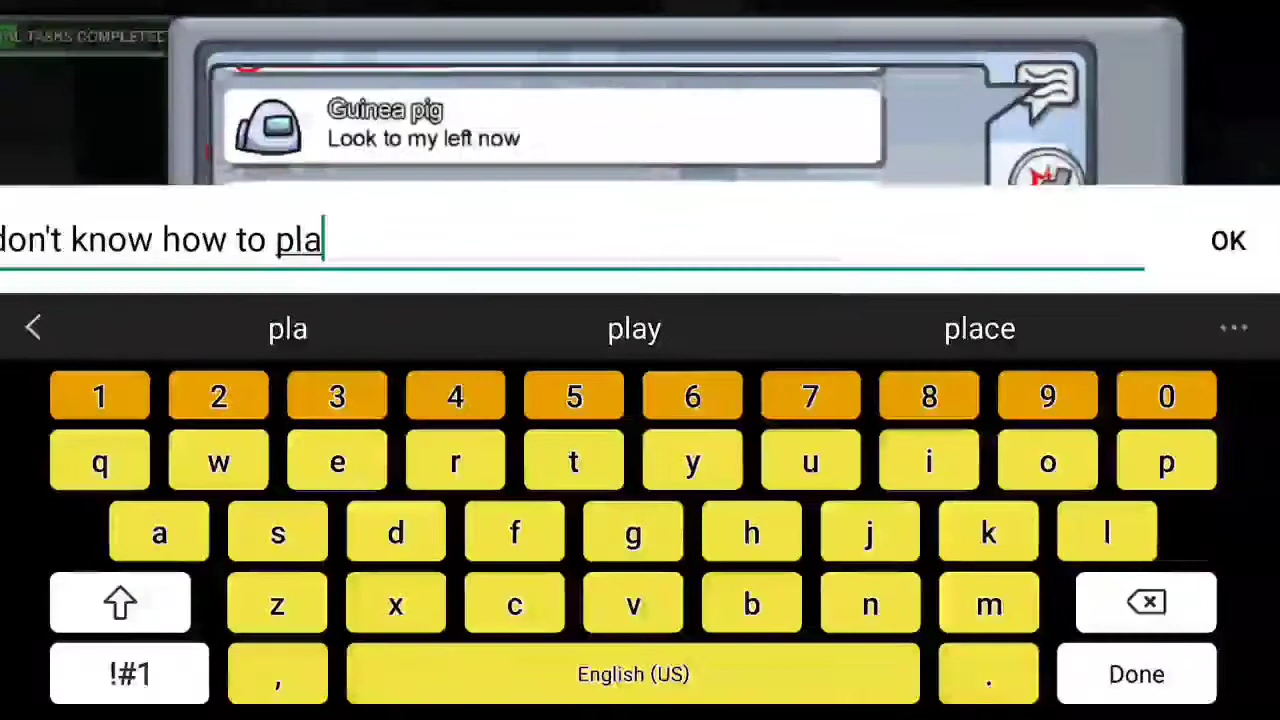 TASKS COMPLETED
Guinea pig
Look to my left now
don't know how to pla
OK
pla play place
1 2 3 4 5 6 7 8 9 0
q w e r t y u i o p
a s d f g h j k l
z x c v b n m
!#1 , English (US) . Done